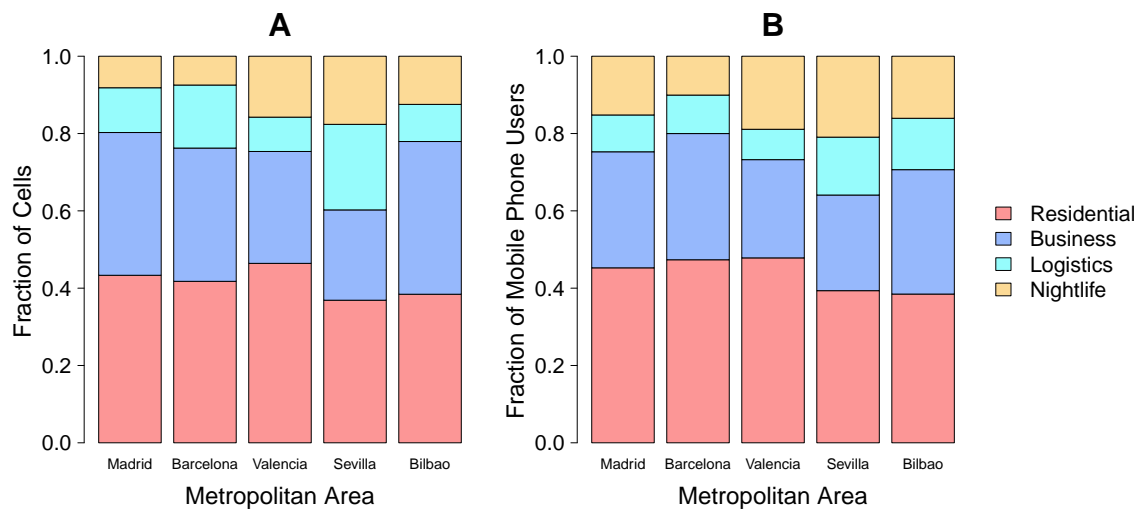 A
Fraction of Cells
1.0
0.8
0.6
0.4
0.2
0.0
Madrid Barcelona Valencia Sevilla Bilbao
Metropolitan Area
B
Fraction of Mobile Phone Users
1.0
0.8
0.6
0.4
0.2
0.0
Madrid Barcelona Valencia Sevilla Bilbao
Metropolitan Area
Residential
Business
Logistics
Nightlife